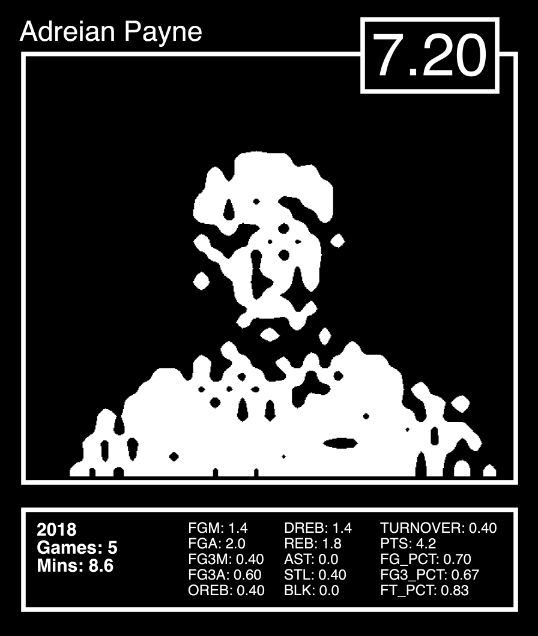 Adreian Payne
7.20
2018
Games: 5
Mins: 8.6
FGM: 1.4
FGA: 2.0
FG3M: 0.40
FG3A: 0.60
OREB: 0.40
DREB: 1.4
REB: 1.8
AST: 0.0
STL: 0.40
BLK: 0.0
TURNOVER: 0.40
PTS: 4.2
FG_PCT: 0.70
FG3_PCT: 0.67
FT_PCT: 0.83